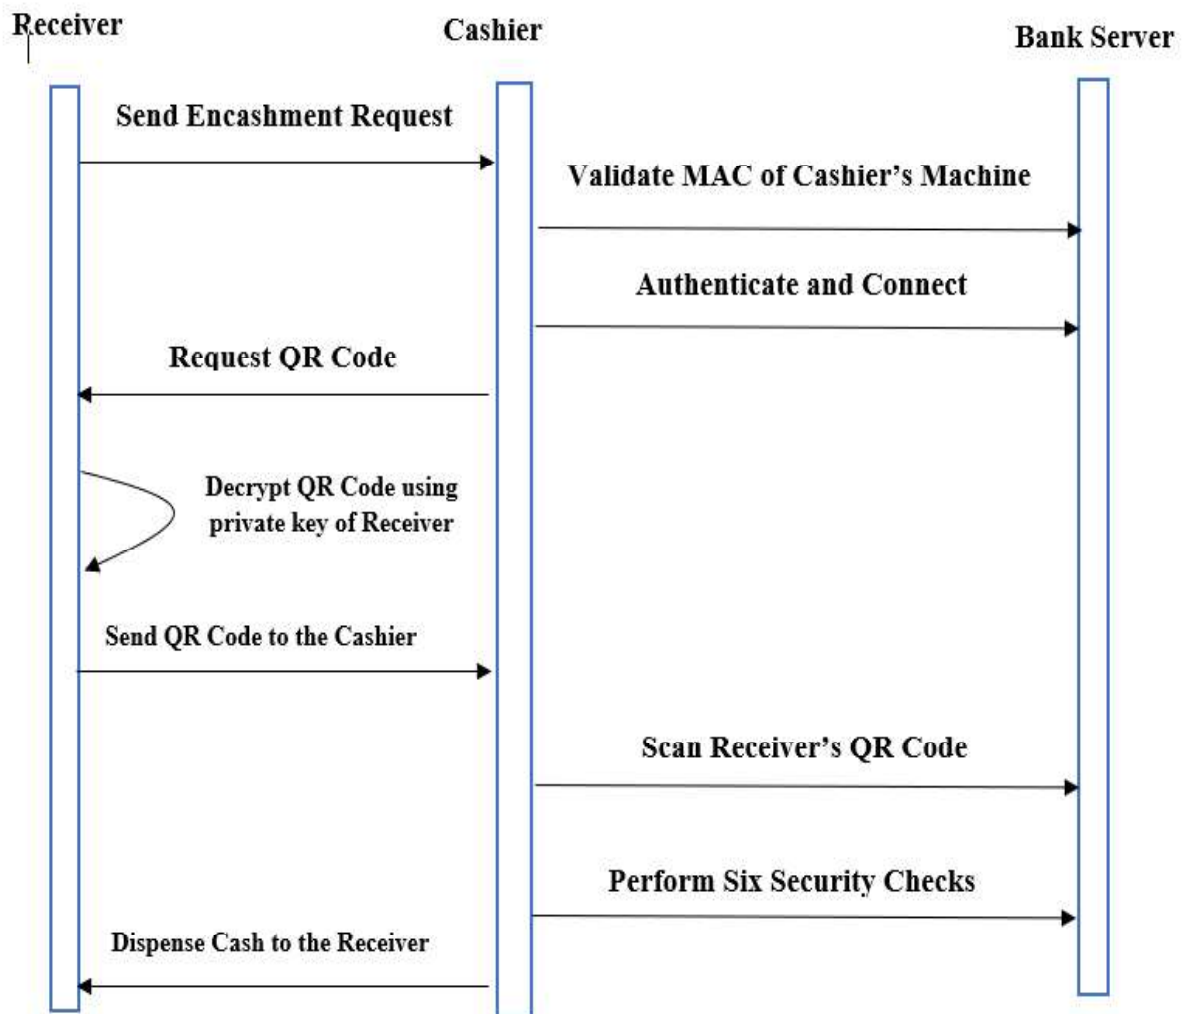 Receiver
Cashier
Bank Server
Send Encashment Request
Validate MAC of Cashier’s Machine
Authenticate and Connect
Request QR Code
Decrypt QR Code using
private key of Receiver
Send QR Code to the Cashier
Scan Receiver’s QR Code
Perform Six Security Checks
Dispense Cash to the Receiver